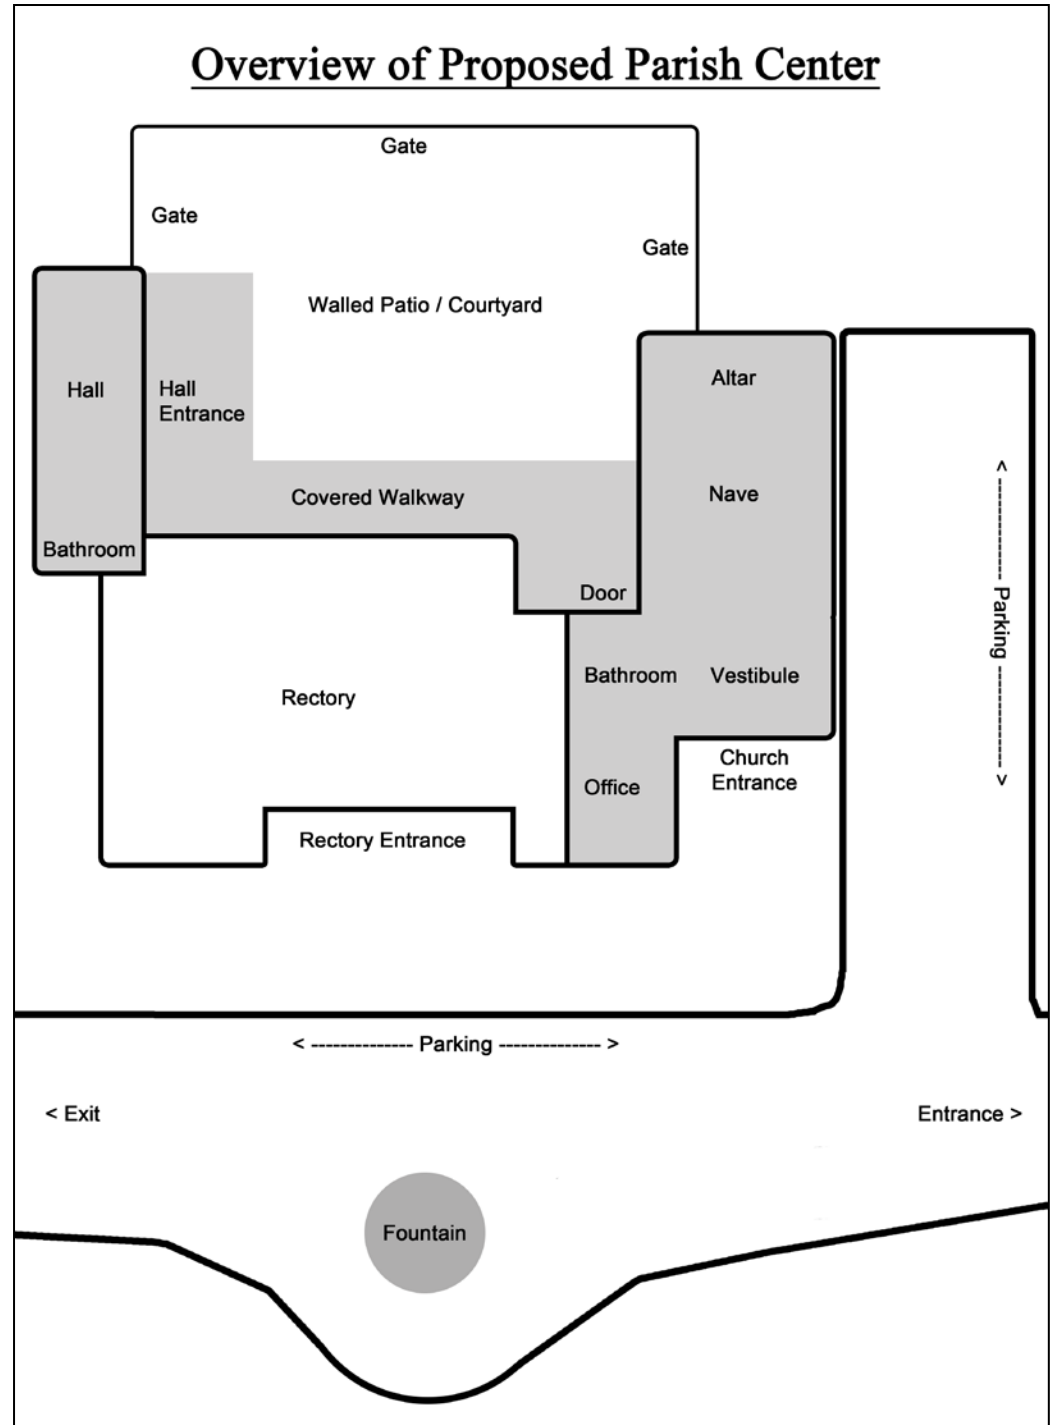 Overview of Proposed Parish Center
Gate
Gate
Gate
Walled Patio / Courtyard
Hall
Hall
Entrance
Altar
Covered Walkway
Nave
Bathroom
Door
< -------------- Parking -------------- >
Bathroom
Vestibule
Rectory
Church
Entrance
Office
Rectory Entrance
< -------------- Parking -------------- >
< Exit
Entrance >
Fountain